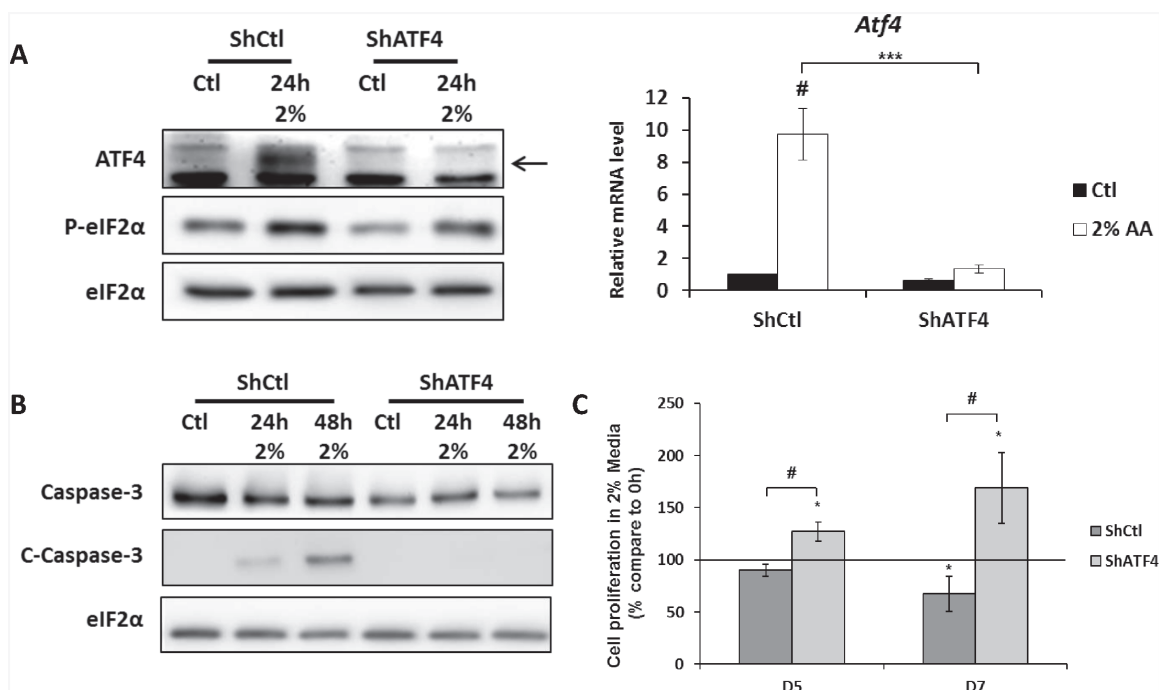 A
ShCtl ShATF4
Ctl 24h Ctl 24h
2% 2%
ATF4
P-eIF2α
eIF2α
Atf4
***
#
Relative mRNA level
12
10
8
6
4
2
0
ShCtl ShATF4
Ctl
2% AA
B
ShCtl ShATF4
Ctl 24h 48h Ctl 24h 48h
2% 2% 2% 2%
Caspase-3
C-Caspase-3
eIF2α
C
Cell proliferation in 2% Media
(% compare to 0h)
250
200
150
100
50
0
#
*
#
*
*
D5 D7
ShCtl
ShATF4